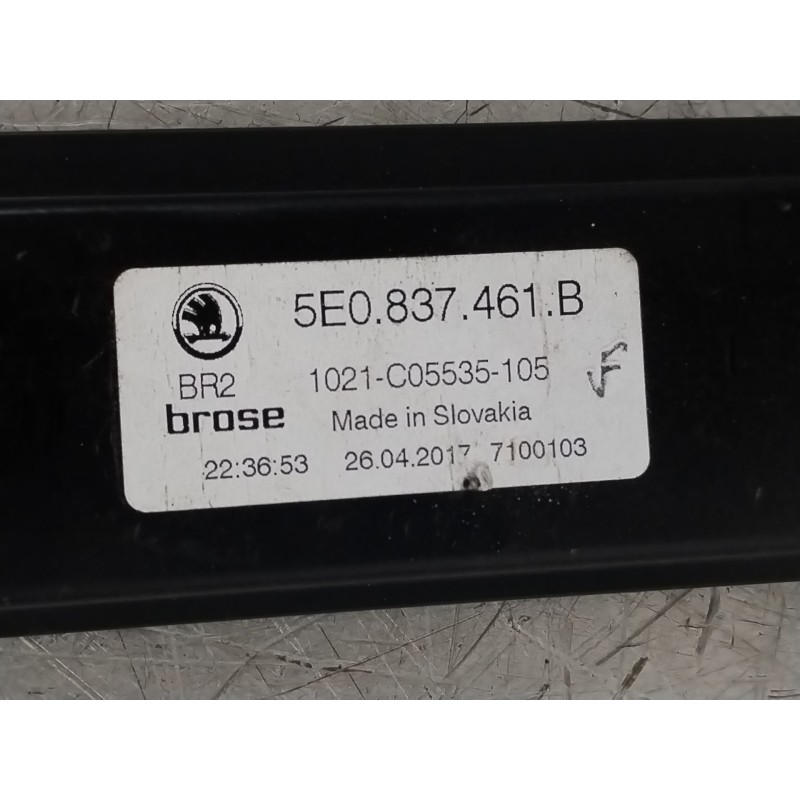 5E0.837.461.B
BR2 1021-C05535-105
brose Made in Slovakia
22:36:53 26.04.2017 7100103